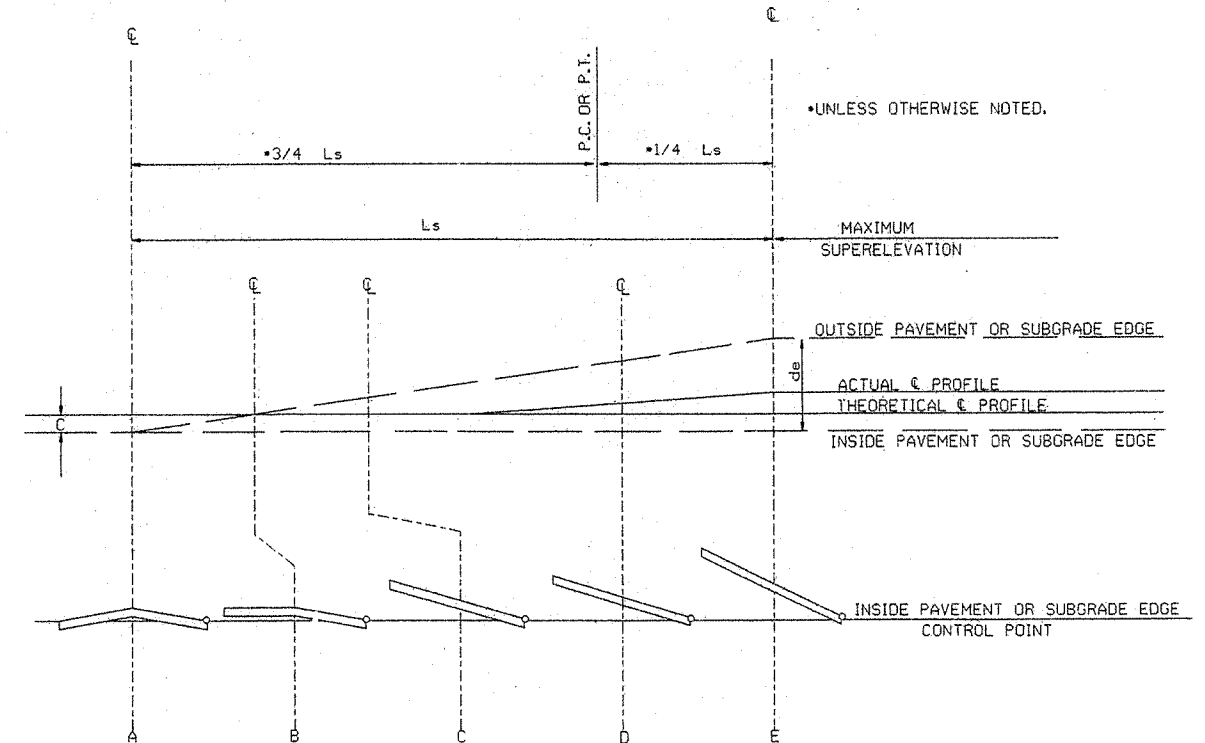 ℄
℄
P.C. OR P.T.
*UNLESS OTHERWISE NOTED.
*3/4 Ls
*1/4 Ls
Ls
MAXIMUM
SUPERELEVATION
℄
℄
℄
OUTSIDE PAVEMENT OR SUBGRADE EDGE
de
ACTUAL ℄ PROFILE
THEORETICAL ℄ PROFILE
C
INSIDE PAVEMENT OR SUBGRADE EDGE
INSIDE PAVEMENT OR SUBGRADE EDGE
CONTROL POINT
A B C D E